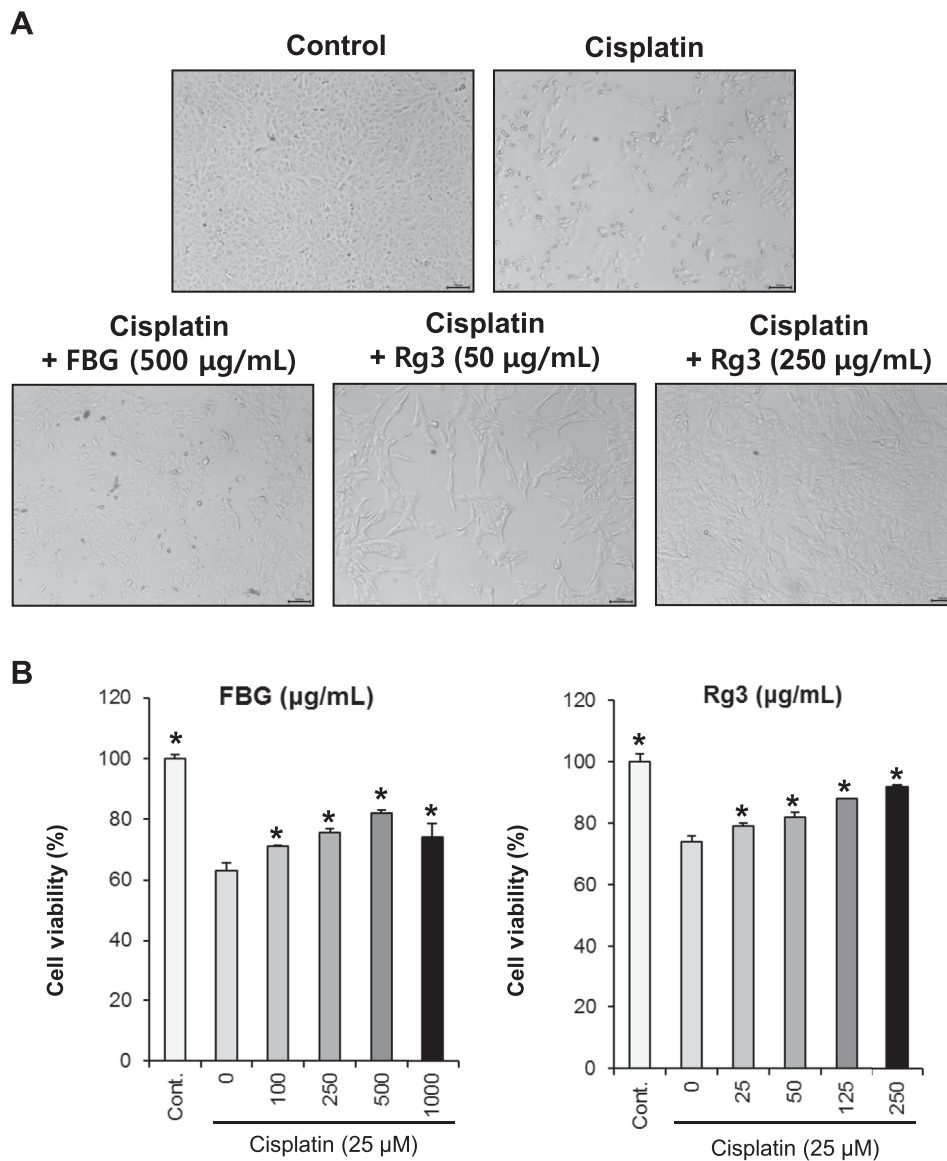 A
Control
Cisplatin
Cisplatin
+ FBG (500 µg/mL)
Cisplatin
+ Rg3 (50 µg/mL)
Cisplatin
+ Rg3 (250 µg/mL)
B
FBG (µg/mL)
Cell viability (%)
120
100
80
60
40
20
0
*
*
*
*
*
Cont.
0
100
250
500
1000
Cisplatin (25 µM)
Rg3 (µg/mL)
Cell viability (%)
120
100
80
60
40
20
0
*
*
*
*
*
Cont.
0
25
50
125
250
Cisplatin (25 µM)